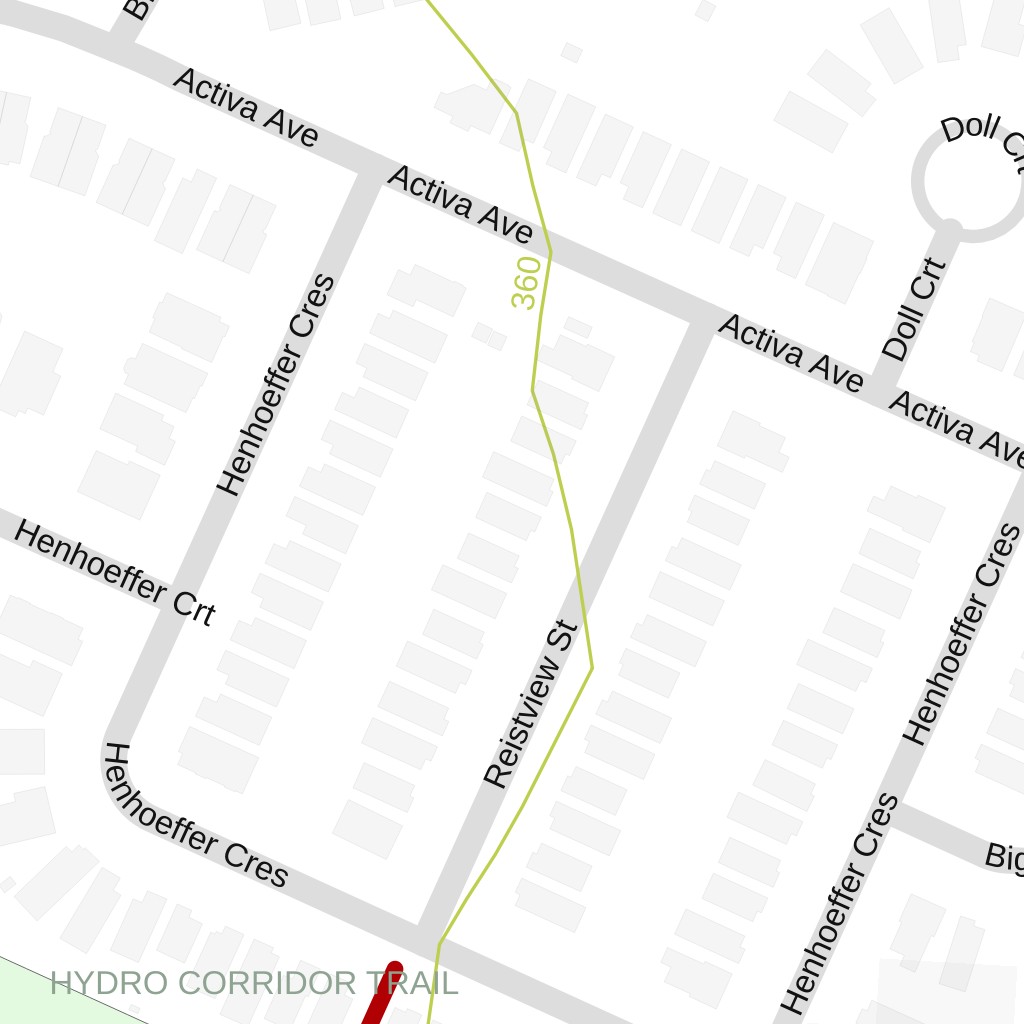 B
Activa Ave
Doll Crt
Activa Ave
360
Doll Crt
Activa Ave
Henhoeffer Cres
Activa Ave
Henhoeffer Crt
Henhoeffer Cres
Reistview St
Henhoeffer Cres
Henhoeffer Cres
Big
HYDRO CORRIDOR TRAIL